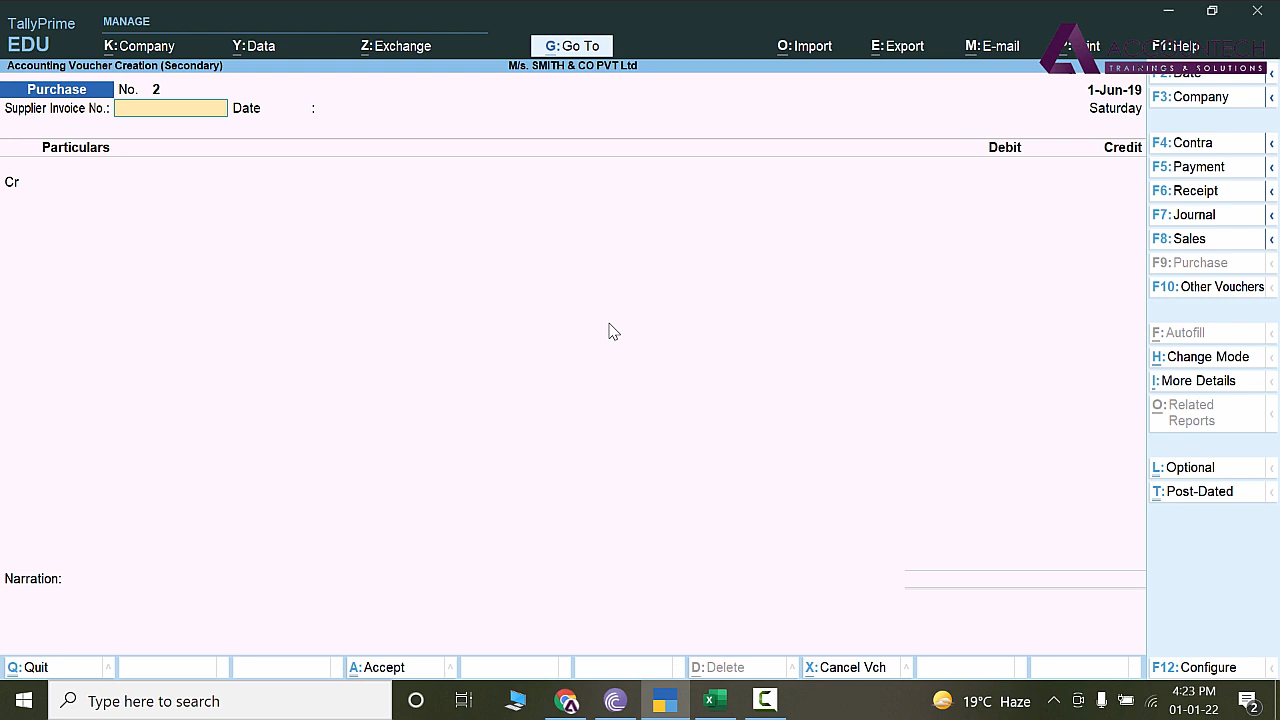 TallyPrime
EDU
MANAGE
K:Company
Y:Data
Z:Exchange
G:Go To
O:Import
E:Export
M:E-mail
F1:Help
TRAININGS & SOLUTIONS
Accounting Voucher Creation (Secondary)
M/s. SMITH & CO PVT Ltd
F2:Date
Purchase No. 2
1-Jun-19
F3:Company
Supplier Invoice No.: Date :
Saturday
Particulars
Debit
Credit
F4:Contra
F5:Payment
Cr
F6:Receipt
F7:Journal
F8:Sales
F9:Purchase
F10:Other Vouchers
F:Autofill
H:Change Mode
I:More Details
O:Related
Reports
L:Optional
T:Post-Dated
Narration:
Q:Quit
A:Accept
D:Delete
X:Cancel Vch
F12:Configure
Type here to search
19°C Haze
4:23 PM
01-01-22
2